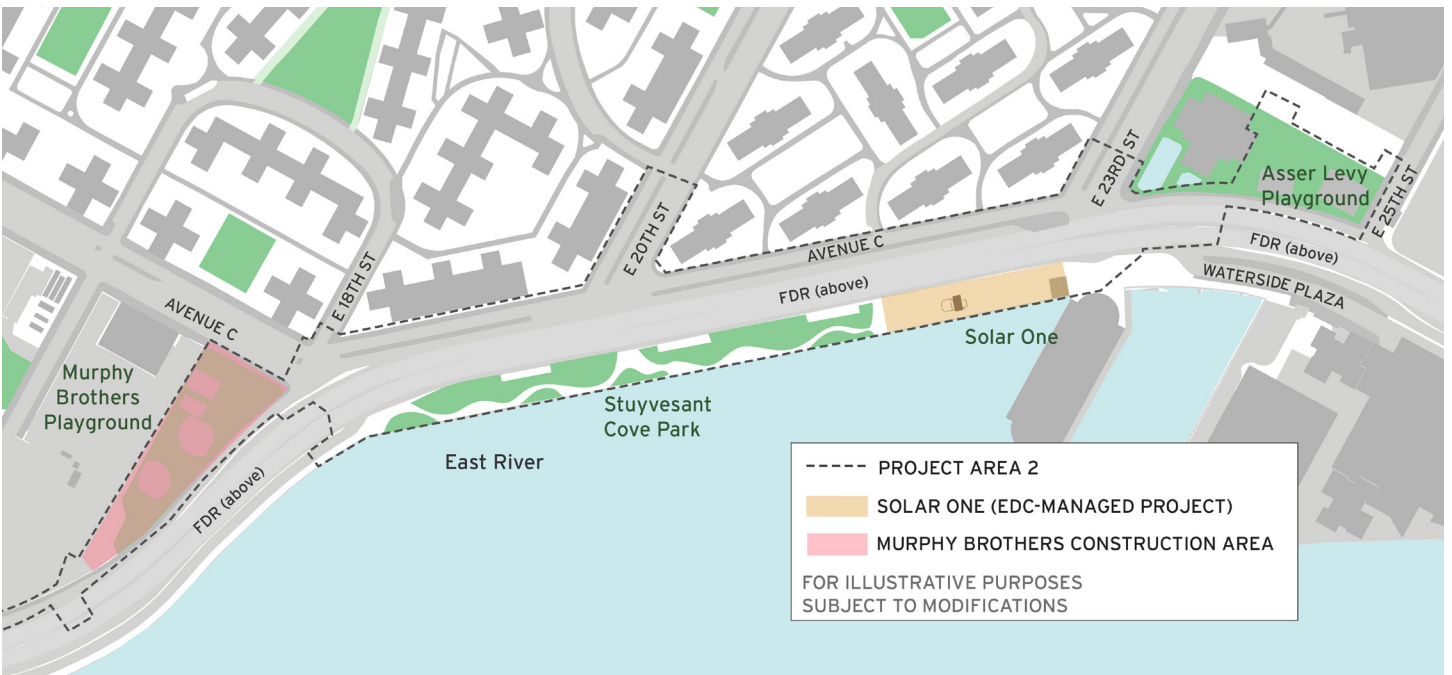 E 23RD ST
Asser Levy
Playground
E 25TH ST
E 20TH ST
AVENUE C
FDR (above)
FDR (above)
WATERSIDE PLAZA
E 18TH ST
AVENUE C
Solar One
Murphy
Brothers
Playground
Stuyvesant
Cove Park
East River
FDR (above)
PROJECT AREA 2
SOLAR ONE (EDC-MANAGED PROJECT)
MURPHY BROTHERS CONSTRUCTION AREA
FOR ILLUSTRATIVE PURPOSES
SUBJECT TO MODIFICATIONS